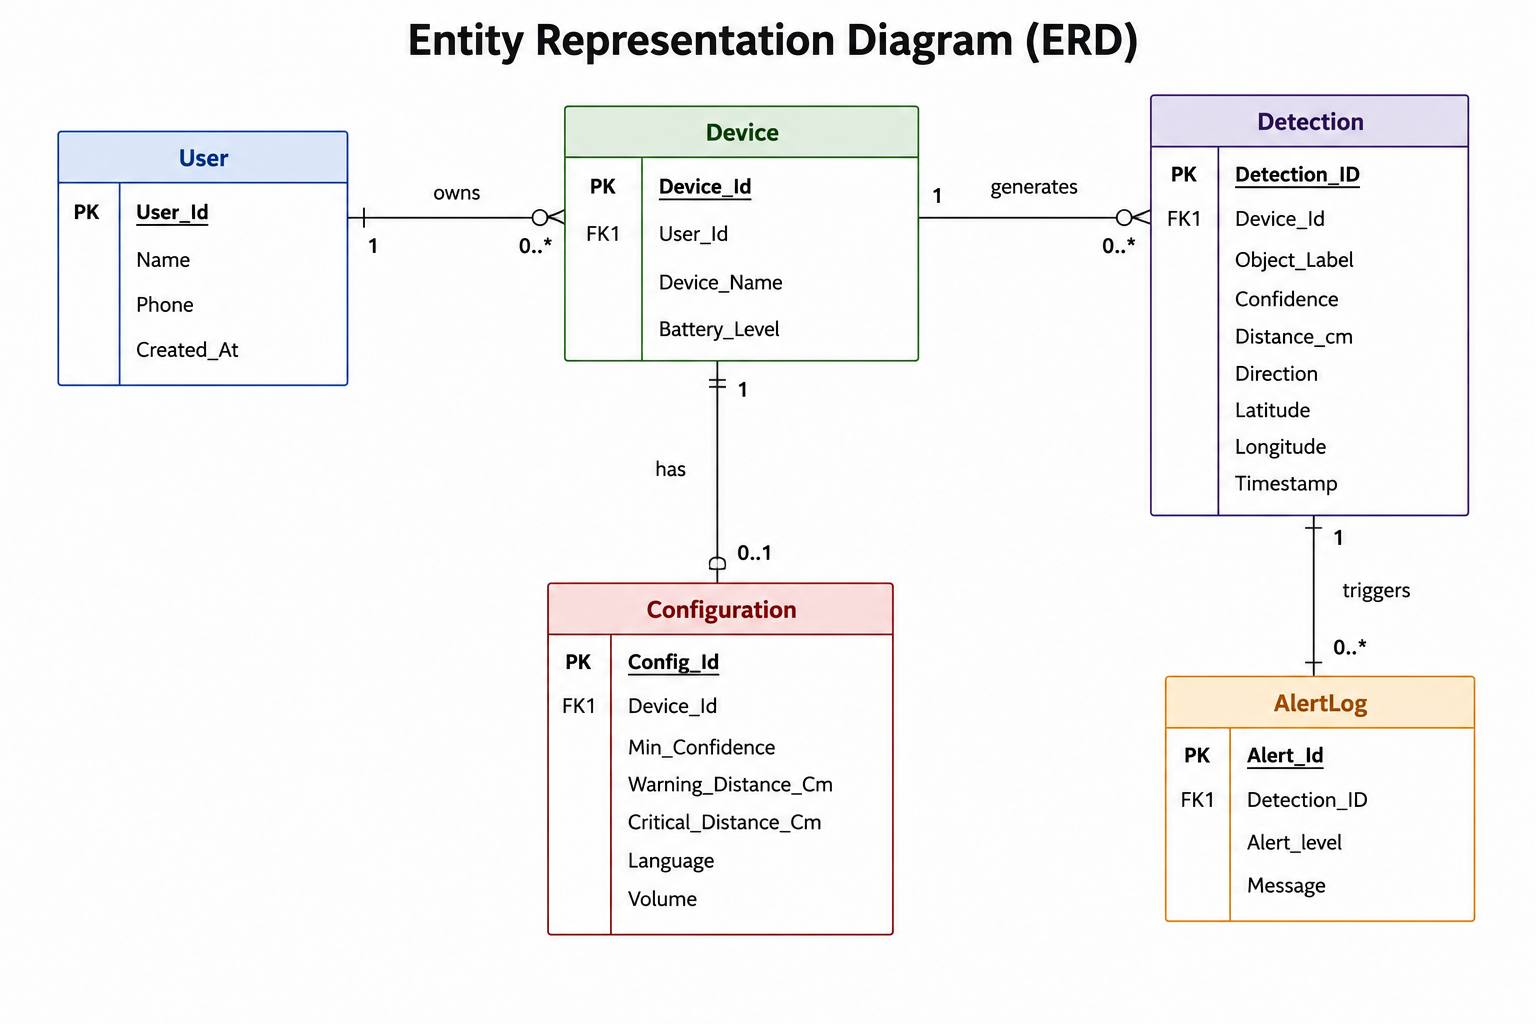 Entity Representation Diagram (ERD)
User
PK User_Id
Name
Phone
Created_At
owns
1
0..*
Device
PK Device_Id
FK1 User_Id
Device_Name
Battery_Level
1
generates
0..*
Detection
PK Detection_ID
FK1 Device_Id
Object_Label
Confidence
Distance_cm
Direction
Latitude
Longitude
Timestamp
1
has
0..1
Configuration
PK Config_Id
FK1 Device_Id
Min_Confidence
Warning_Distance_Cm
Critical_Distance_Cm
Language
Volume
1
triggers
0..*
AlertLog
PK Alert_Id
FK1 Detection_ID
Alert_level
Message